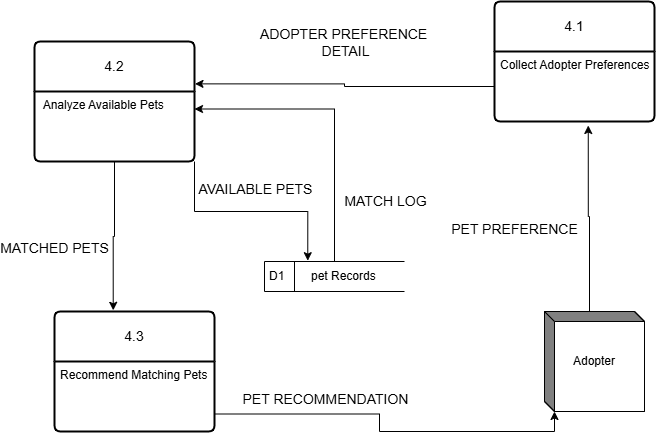 ADOPTER PREFERENCE
DETAIL
4.1
Collect Adopter Preferences
4.2
Analyze Available Pets
AVAILABLE PETS
MATCH LOG
PET PREFERENCE
MATCHED PETS
D1
pet Records
4.3
Recommend Matching Pets
Adopter
PET RECOMMENDATION